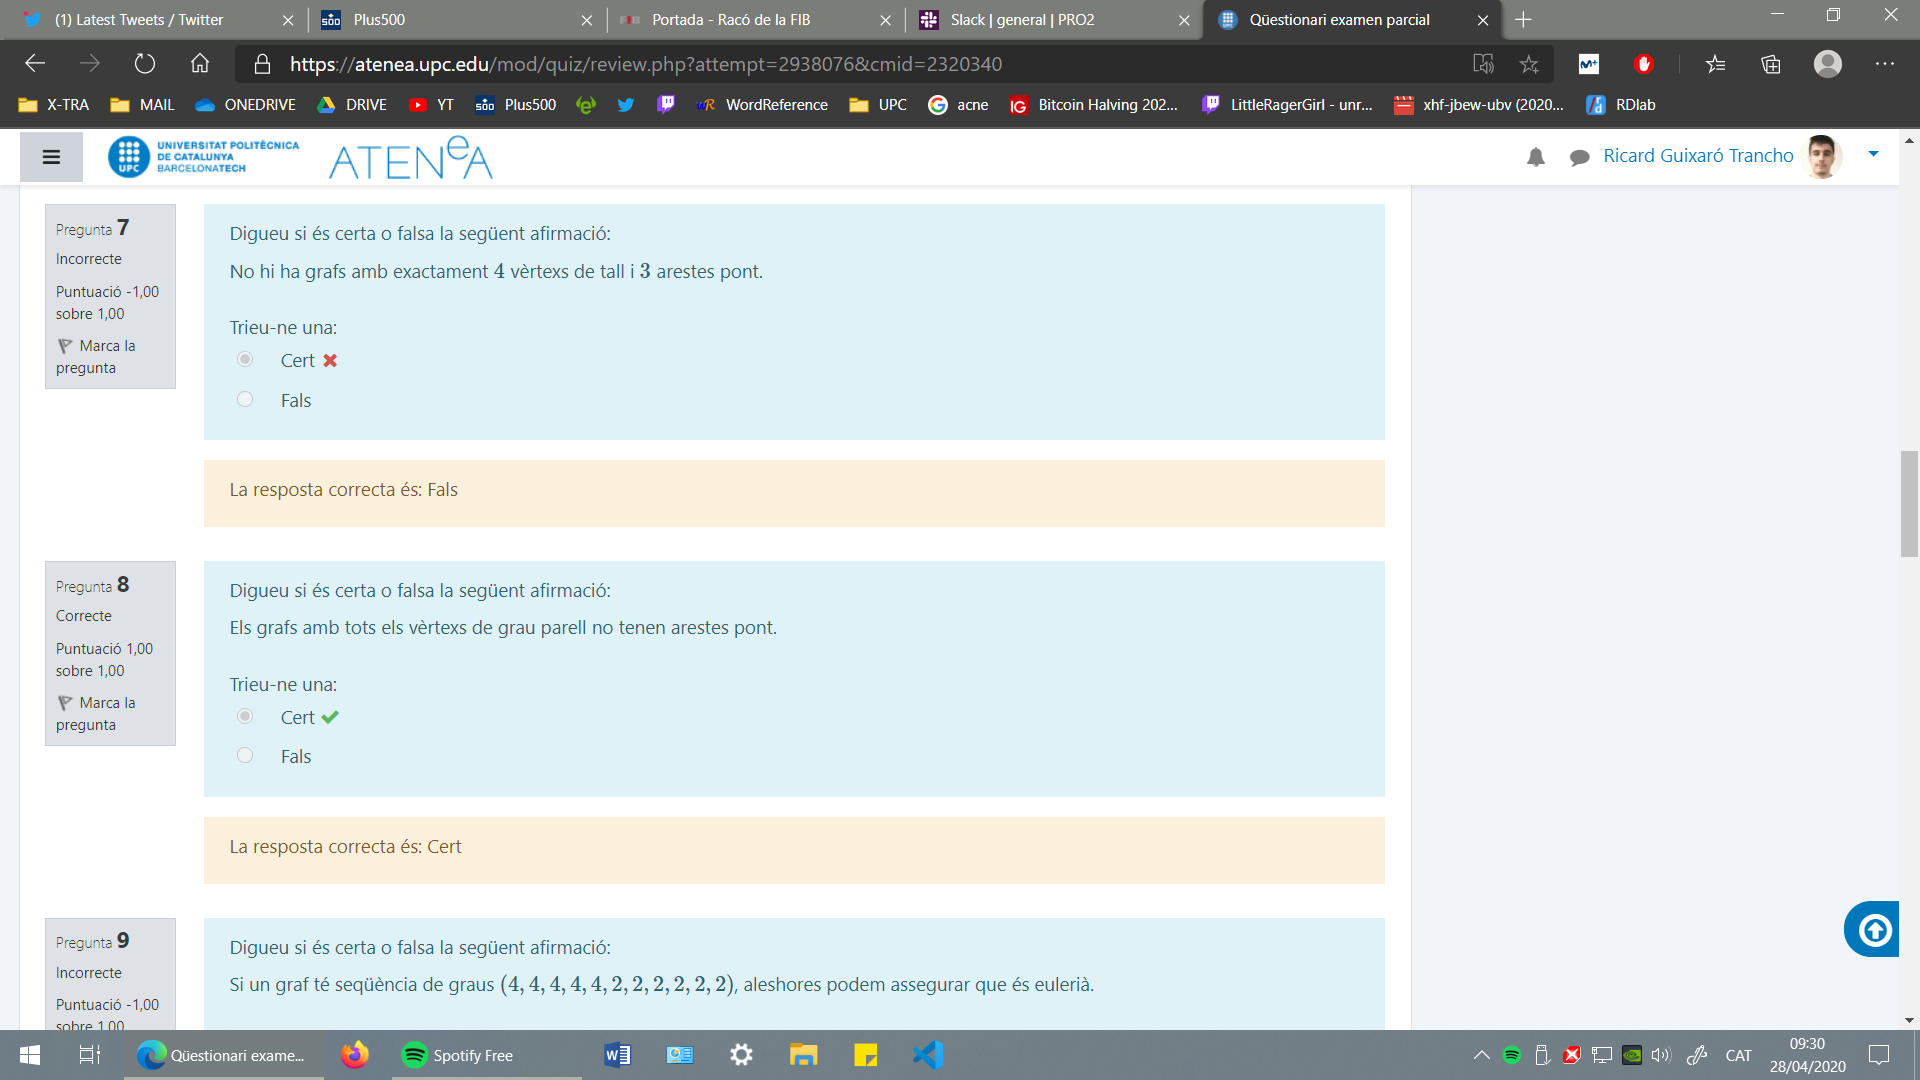 (1) Latest Tweets / Twitter
Plus500
Portada - Racó de la FIB
Slack | general | PRO2
Qüestionari examen parcial
https://atenea.upc.edu/mod/quiz/review.php?attempt=2938076&cmid=2320340
X-TRA
MAIL
ONEDRIVE
DRIVE
YT
Plus500
WordReference
UPC
acne
Bitcoin Halving 202...
LittleRagerGirl - unr...
xhf-jbew-ubv (2020...
RDlab
UPC
UNIVERSITAT POLITÈCNICA
DE CATALUNYA
BARCELONATECH
ATENeA
Ricard Guixaró Trancho
Pregunta 7
Incorrecte
Puntuació -1,00
sobre 1,00
Marca la
pregunta
Digueu si és certa o falsa la següent afirmació:
No hi ha grafs amb exactament 4 vèrtexs de tall i 3 arestes pont.
Trieu-ne una:
Cert
Fals
La resposta correcta és: Fals
Pregunta 8
Correcte
Puntuació 1,00
sobre 1,00
Marca la
pregunta
Digueu si és certa o falsa la següent afirmació:
Els grafs amb tots els vèrtexs de grau parell no tenen arestes pont.
Trieu-ne una:
Cert
Fals
La resposta correcta és: Cert
Pregunta 9
Incorrecte
Puntuació -1,00
sobre 1,00
Digueu si és certa o falsa la següent afirmació:
Si un graf té seqüència de graus (4, 4, 4, 4, 4, 2, 2, 2, 2, 2, 2), aleshores podem assegurar que és eulerià.
Qüestionari exame...
Spotify Free
CAT
09:30
28/04/2020